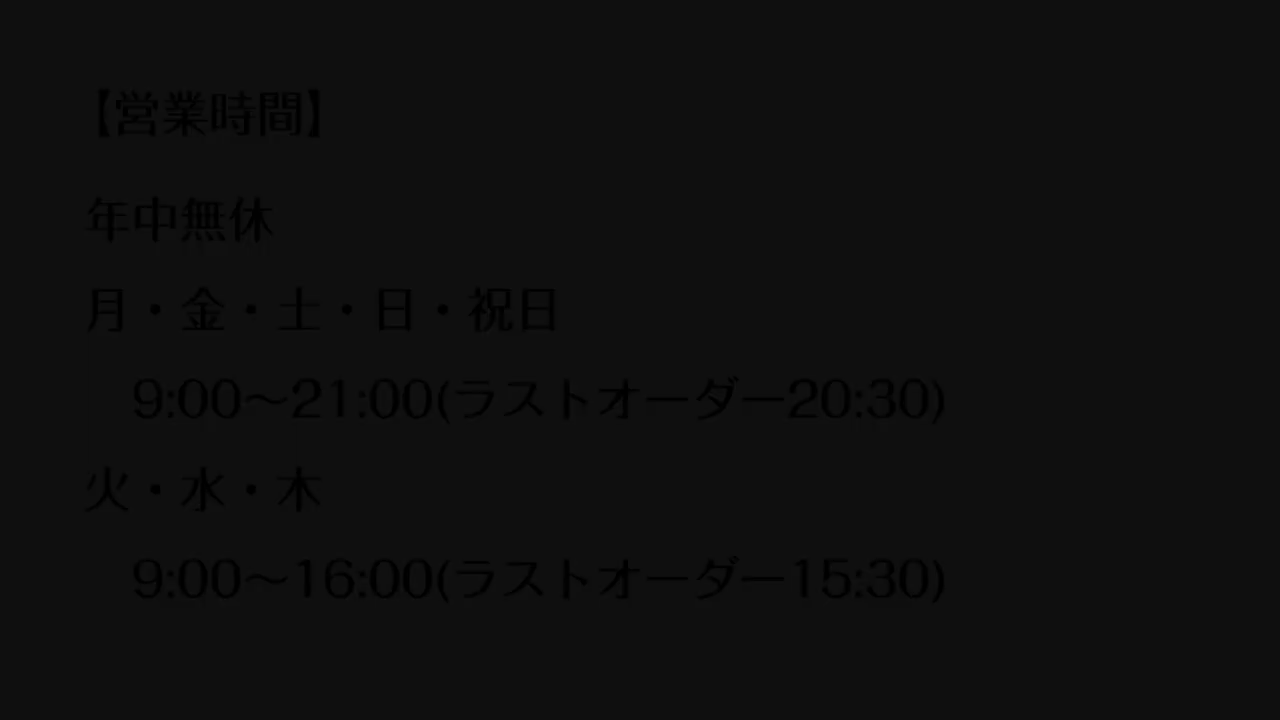 【営業時間】
年中無休
月・金・土・日・祝日
9:00～21:00(ラストオーダー20:30)
火・水・木
9:00～16:00(ラストオーダー15:30)